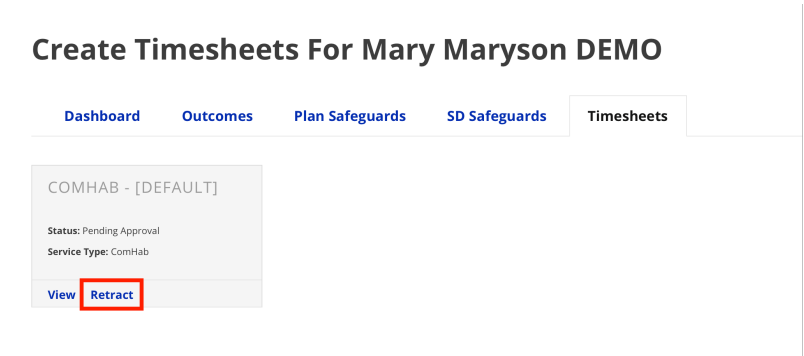 Create Timesheets For Mary Maryson DEMO
Dashboard Outcomes Plan Safeguards SD Safeguards Timesheets
COMHAB - [DEFAULT]
Status: Pending Approval
Service Type: ComHab
View Retract